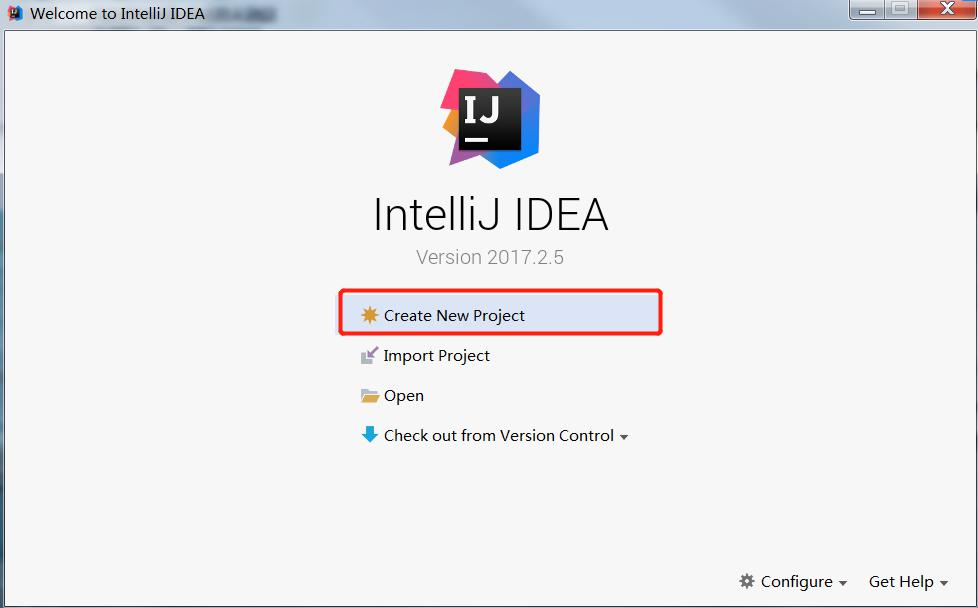 Welcome to IntelliJ IDEA
IJ
IntelliJ IDEA
Version 2017.2.5
Create New Project
Import Project
Open
Check out from Version Control
Configure
Get Help